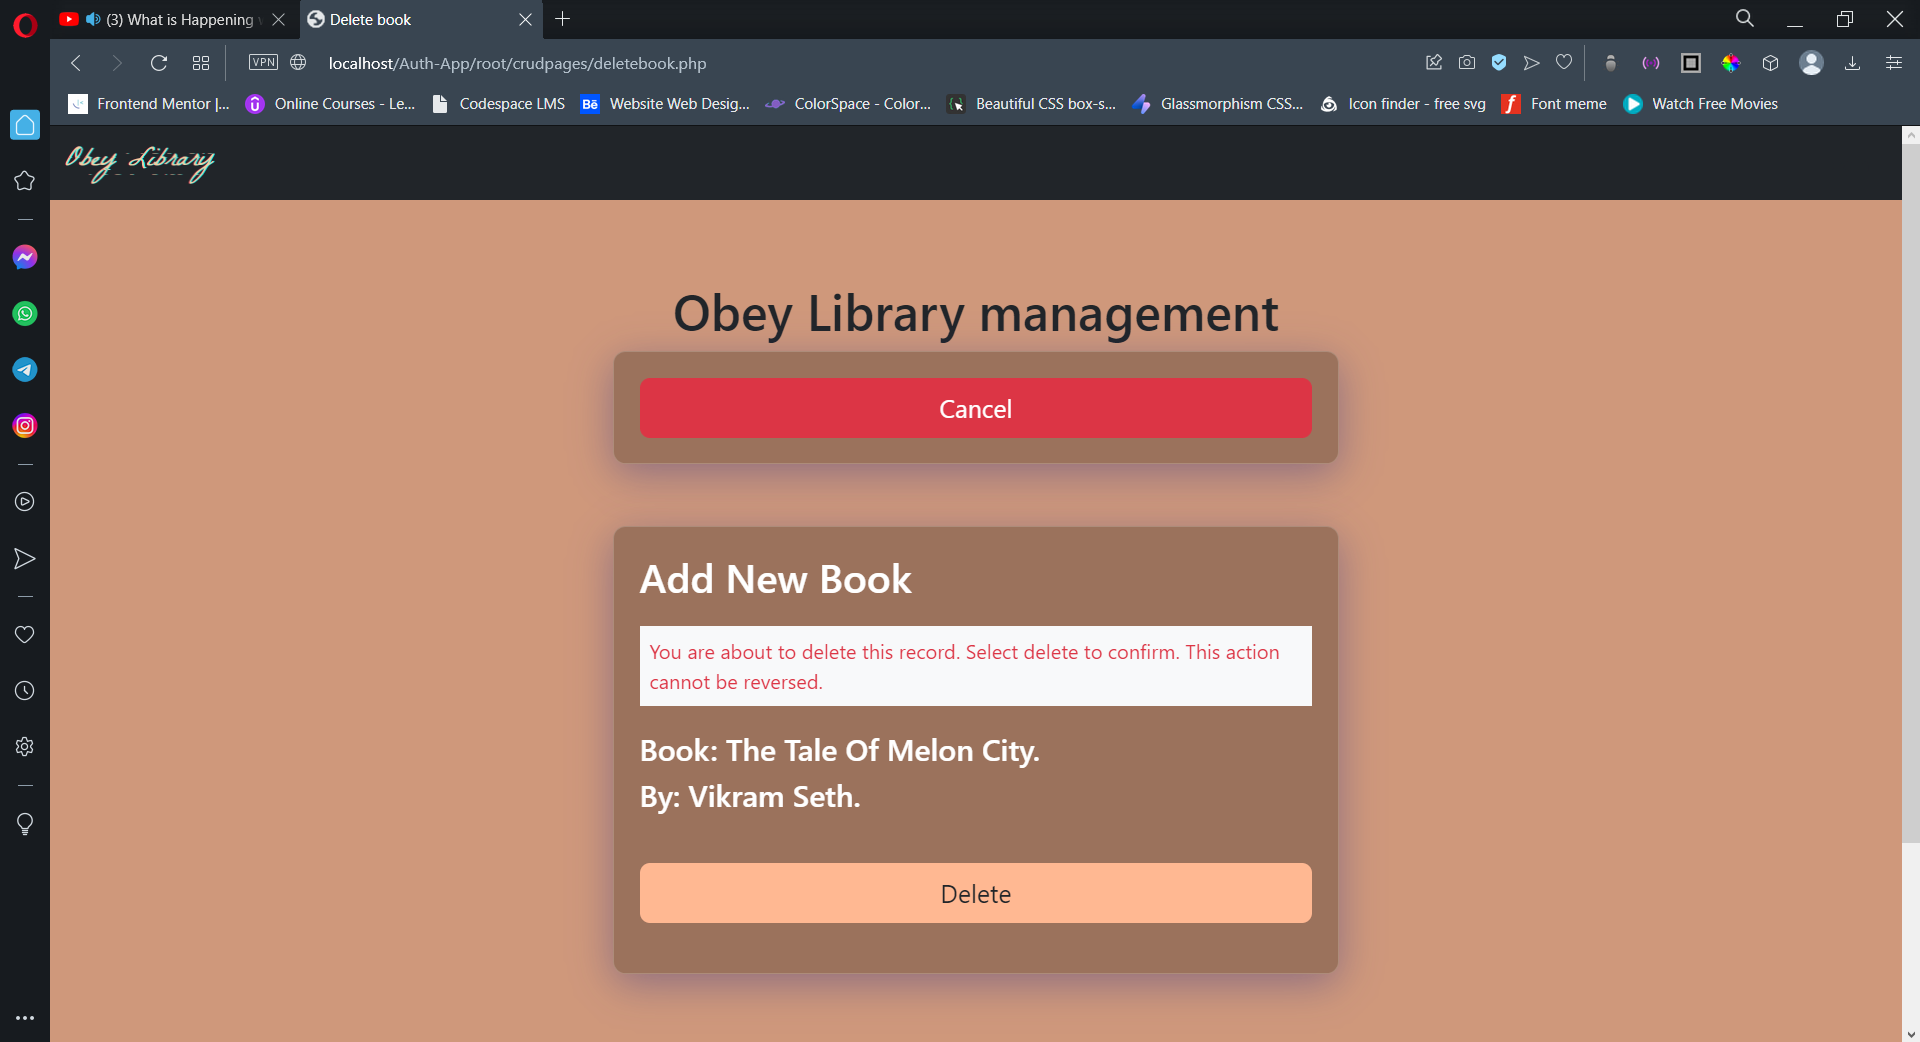 (3) What is Happening
Delete book
VPN
localhost/Auth-App/root/crudpages/deletebook.php
Frontend Mentor |...
Online Courses - Le...
Codespace LMS
Bē Website Web Desig...
ColorSpace - Color...
Beautiful CSS box-s...
Glassmorphism CSS...
Icon finder - free svg
Font meme
Watch Free Movies
Obey Library
Obey Library management
Cancel
Add New Book
You are about to delete this record. Select delete to confirm. This action
cannot be reversed.
Book: The Tale Of Melon City.
By: Vikram Seth.
Delete